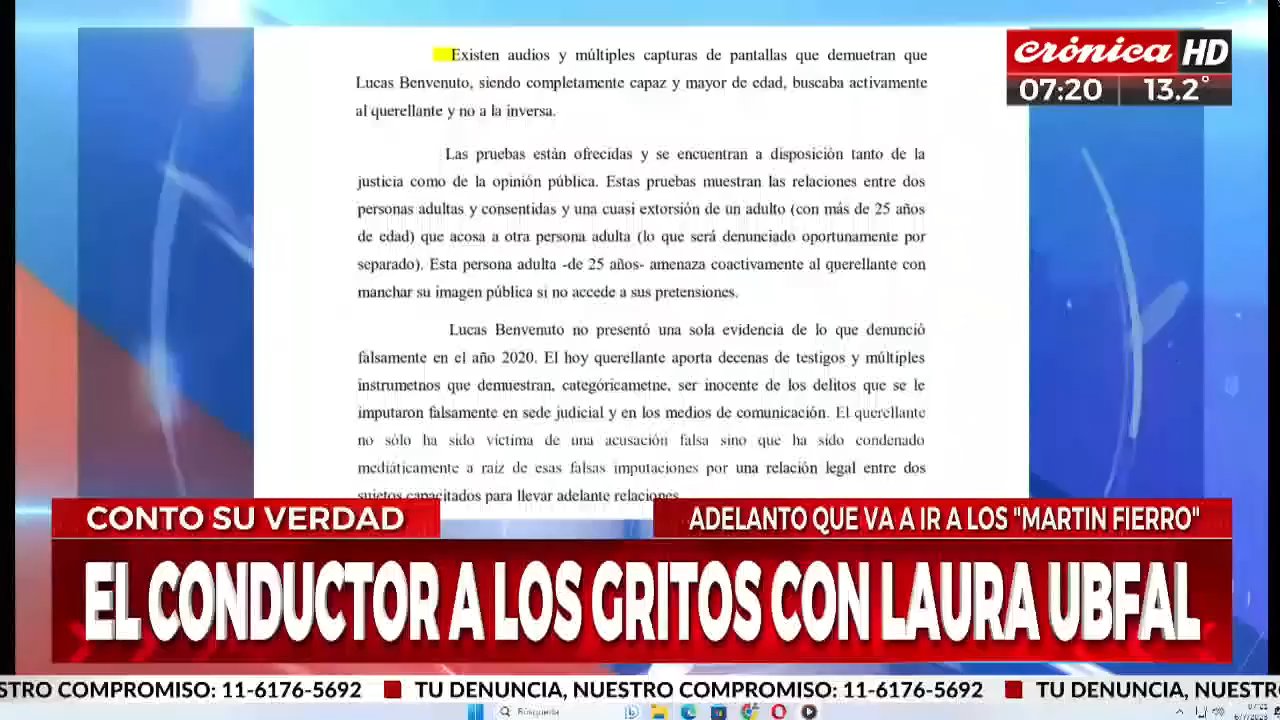 Existen audios y múltiples capturas de pantallas que demuetran que
Lucas Benvenuto, siendo completamente capaz y mayor de edad, buscaba activamente
al querellante y no a la inversa.
Las pruebas están ofrecidas y se encuentran a disposición tanto de la
justicia como de la opinión pública. Estas pruebas muestran las relaciones entre dos
personas adultas y consentidas y una cuasi extorsión de un adulto (con más de 25 años
de edad) que acosa a otra persona adulta (lo que será denunciado oportunamente por
separado). Esta persona adulta -de 25 años- amenaza coactivamente al querellante con
manchar su imagen pública si no accede a sus pretensiones.
Lucas Benvenuto no presentó una sola evidencia de lo que denunció
falsamente en el año 2020. El hoy querellante aporta decenas de testigos y múltiples
instrumetnos que demuestran, categóricametne, ser inocente de los delitos que se le
imputaron falsamente en sede judicial y en los medios de comunicación. El querellante
no sólo ha sido víctima de una acusación falsa sino que ha sido condenado
mediáticamente a raíz de esas falsas imputaciones por una relación legal entre dos
sujetos capacitados para llevar adelante relaciones
crónica HD
07:20 13.2°
CONTO SU VERDAD
ADELANTO QUE VA A IR A LOS "MARTIN FIERRO"
EL CONDUCTOR A LOS GRITOS CON LAURA UBFAL
STRO COMPROMISO: 11-6176-5692 TU DENUNCIA, NUESTRO COMPROMISO: 11-6176-5692 TU DENUNCIA, NUESTRO
Búsqueda